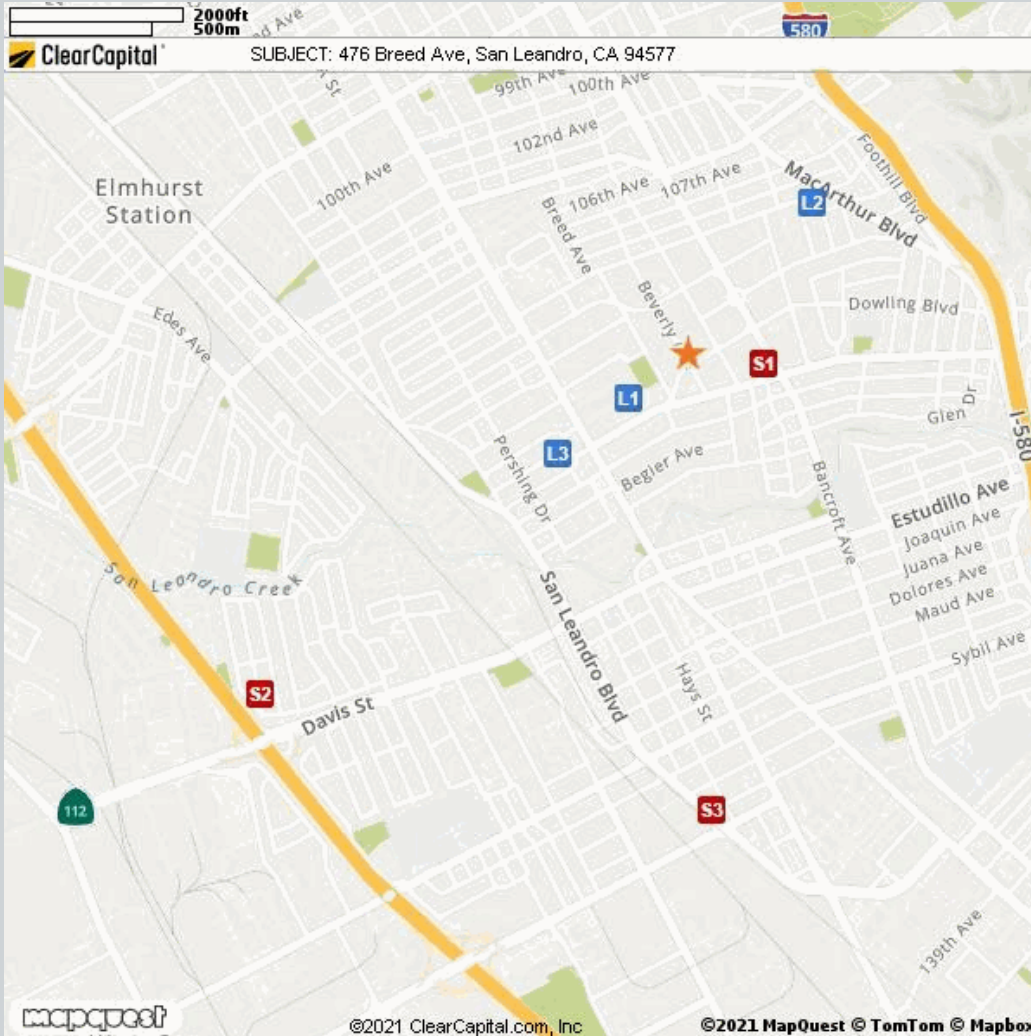 2000ft
500m
580
ClearCapital
SUBJECT: 476 Breed Ave, San Leandro, CA 94577
99th Ave
100th Ave
102nd Ave
100th Ave
Foothill Blvd
MacArthur Blvd
Elmhurst
Station
106th Ave
107th Ave
L2
Breed Ave
Beverly
Dowling Blvd
Edes Ave
S1
L1
Glen Dr
I-580
L3
Begier Ave
Pershing Dr
Bancroft Ave
Estudillo Ave
Joaquin Ave
Juana Ave
Dolores Ave
Maud Ave
San Leandro Creek
San Leandro Blvd
Sybil Ave
Hays St
S2
Davis St
112
S3
139th Ave
mapquest
©2021 ClearCapital.com, Inc
©2021 MapQuest © TomTom © Mapbox